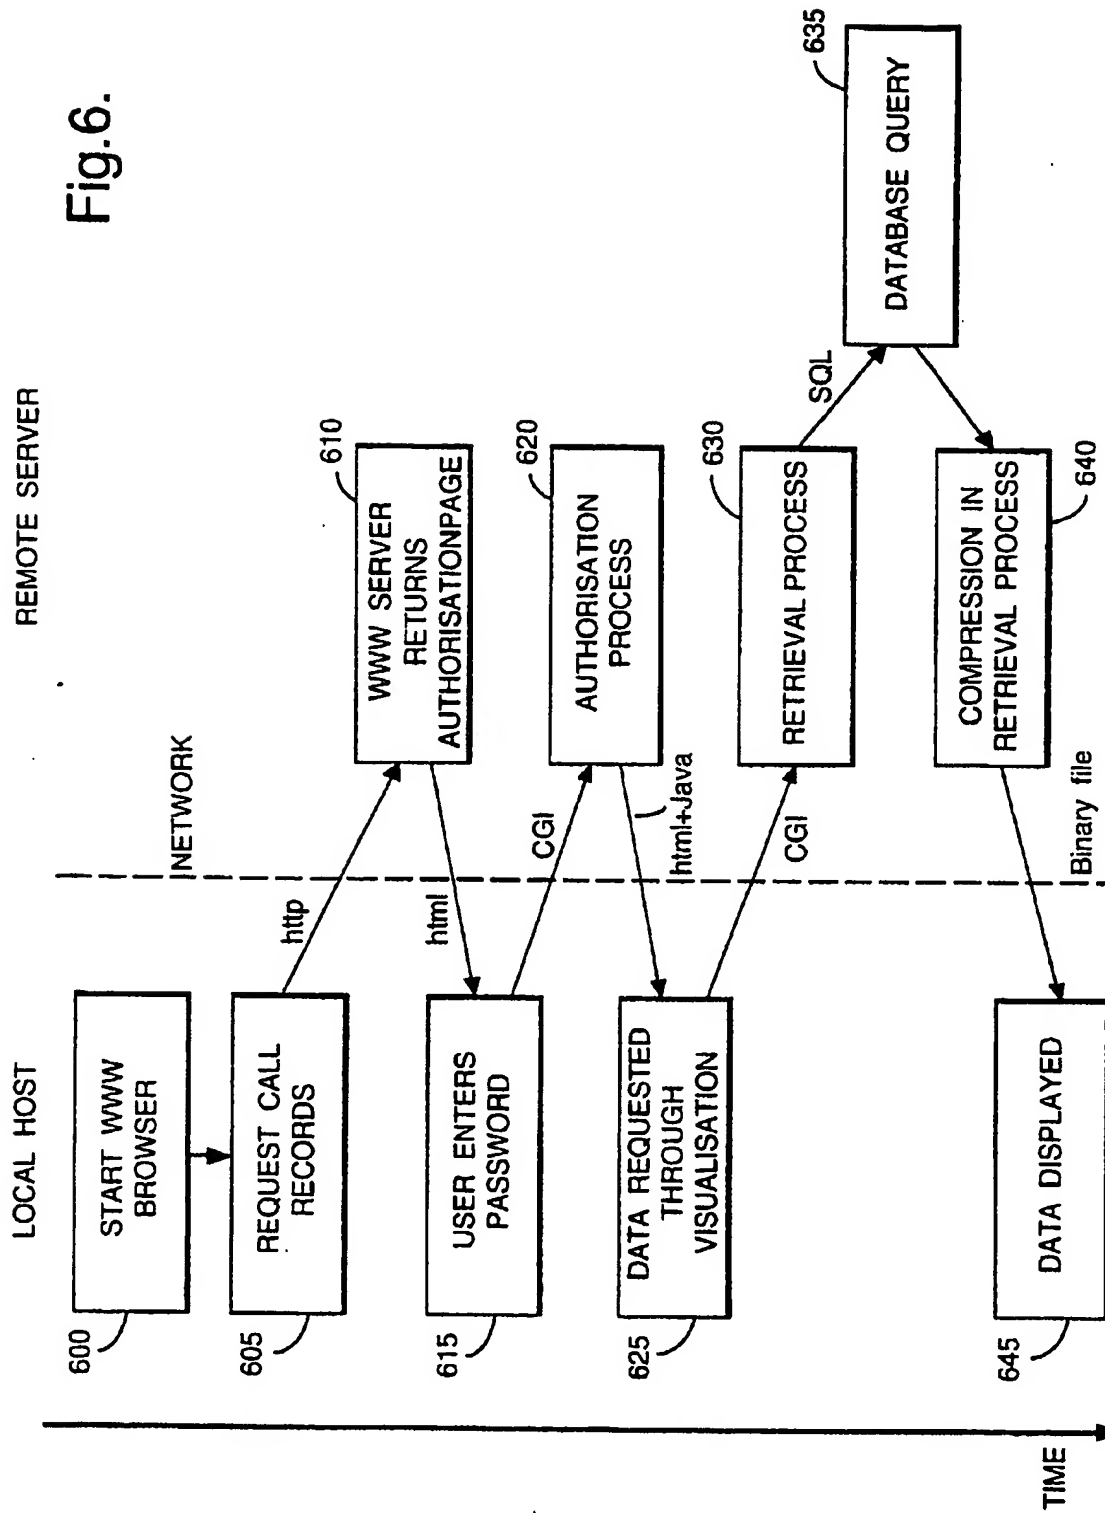 Fig.6.
LOCAL HOST
REMOTE SERVER
NETWORK
600
START WWW
BROWSER
605
REQUEST CALL
RECORDS
http
610
WWW SERVER
RETURNS
AUTHORISATIONPAGE
html
615
USER ENTERS
PASSWORD
CGI
620
AUTHORISATION
PROCESS
html+Java
625
DATA REQUESTED
THROUGH
VISUALISATION
CGI
630
RETRIEVAL PROCESS
SQL
635
DATABASE QUERY
640
COMPRESSION IN
RETRIEVAL PROCESS
Binary file
645
DATA DISPLAYED
TIME